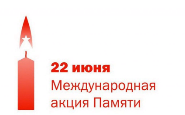 22 июня
Международная
акция Памяти